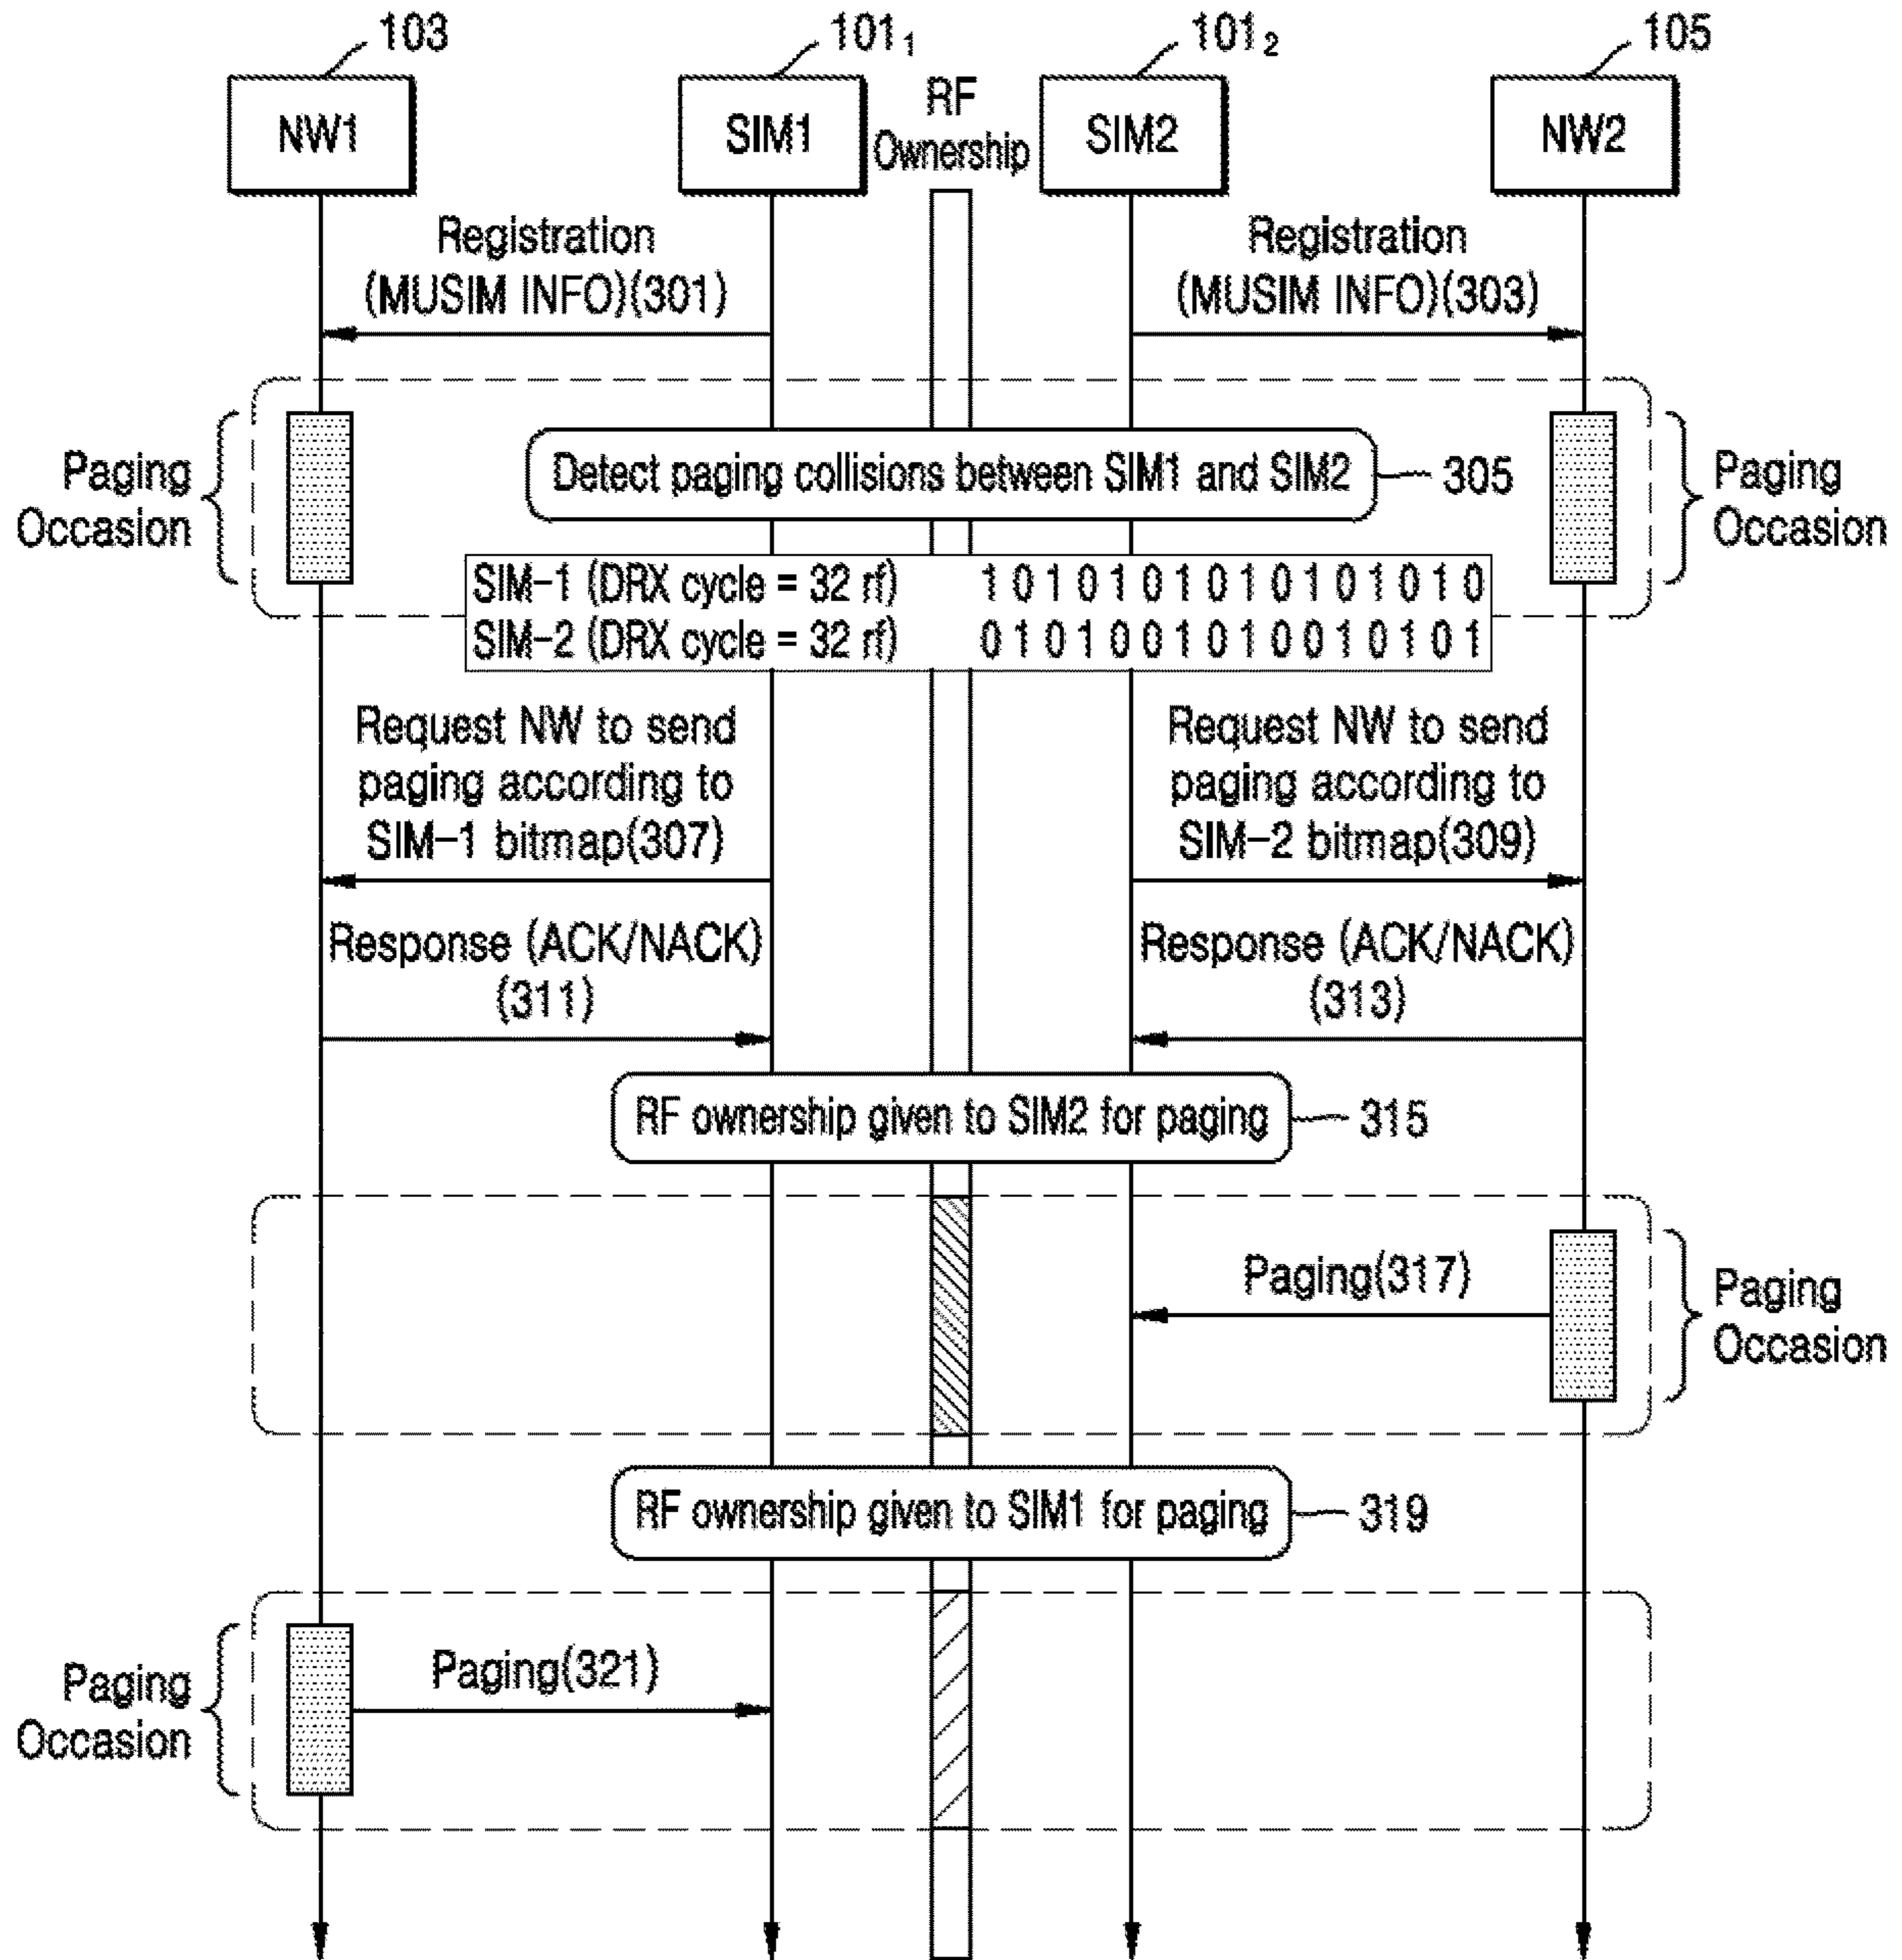 103
101₁
101₂
105
NW1
SIM1
RF
Ownership
SIM2
NW2
Registration
(MUSIM INFO)(301)
Registration
(MUSIM INFO)(303)
Paging
Occasion
Detect paging collisions between SIM1 and SIM2
305
Paging
Occasion
SIM-1 (DRX cycle = 32 rf) 1 0 1 0 1 0 1 0 1 0 1 0 1 0 1 0
SIM-2 (DRX cycle = 32 rf) 0 1 0 1 0 0 1 0 1 0 0 1 0 1 0 1
Request NW to send
paging according to
SIM-1 bitmap(307)
Request NW to send
paging according to
SIM-2 bitmap(309)
Response (ACK/NACK)
(311)
Response (ACK/NACK)
(313)
RF ownership given to SIM2 for paging
315
Paging(317)
Paging
Occasion
RF ownership given to SIM1 for paging
319
Paging
Occasion
Paging(321)